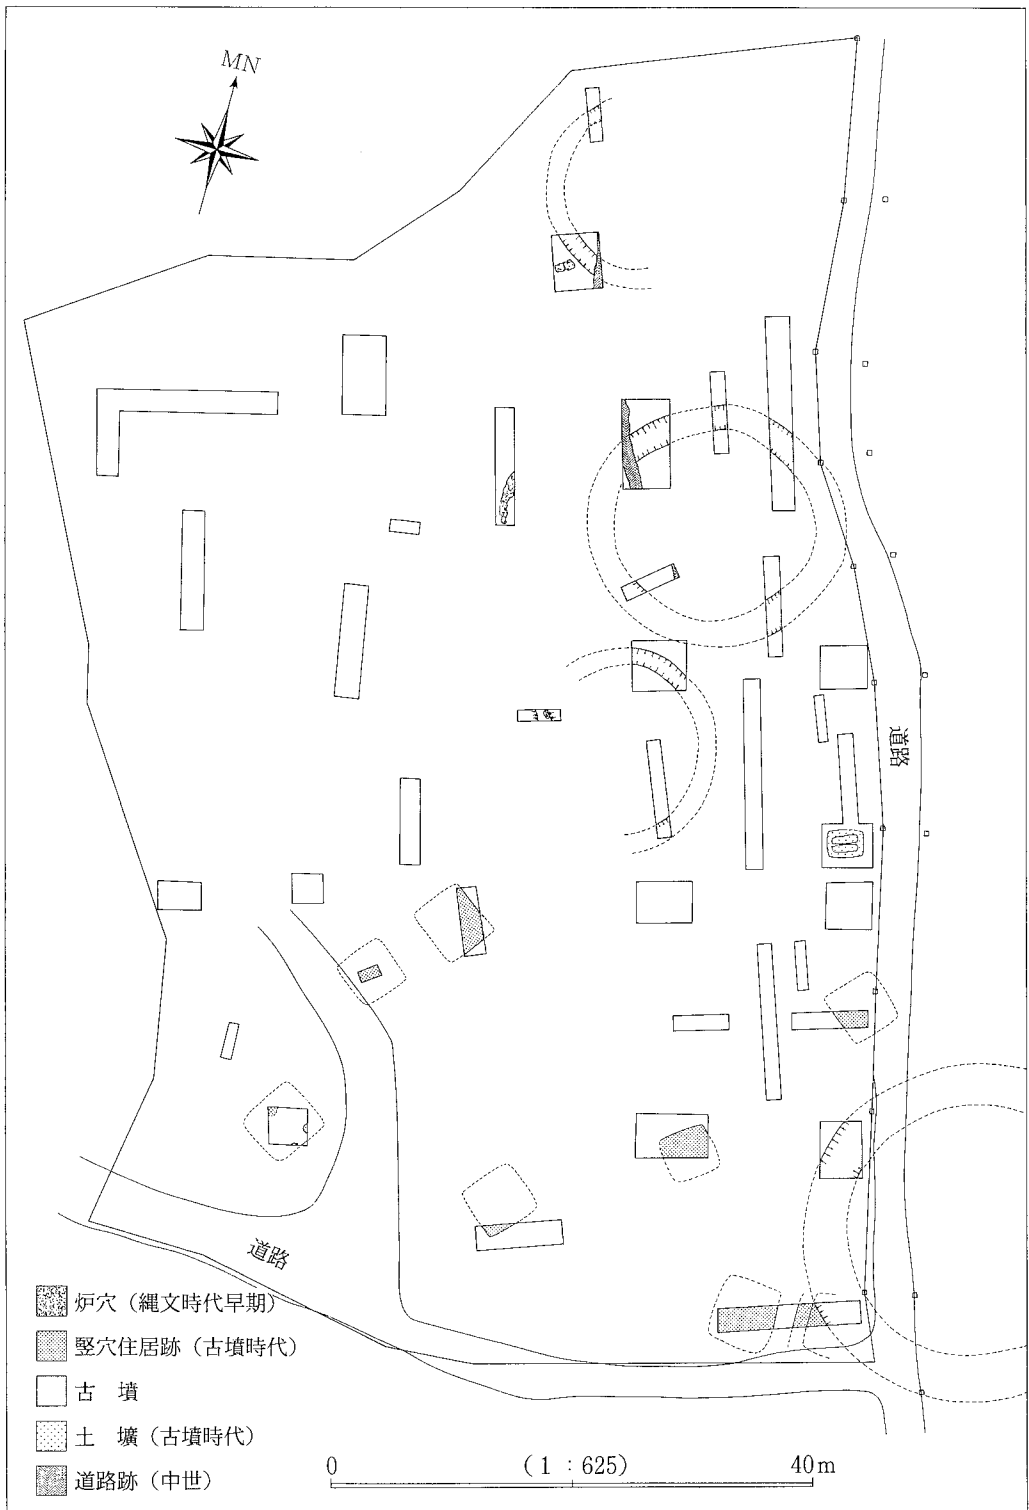 MN
道路
道路
炉穴（縄文時代早期）
竪穴住居跡（古墳時代）
古　墳
土　壙（古墳時代）
道路跡（中世）
0　（1：625）　40m